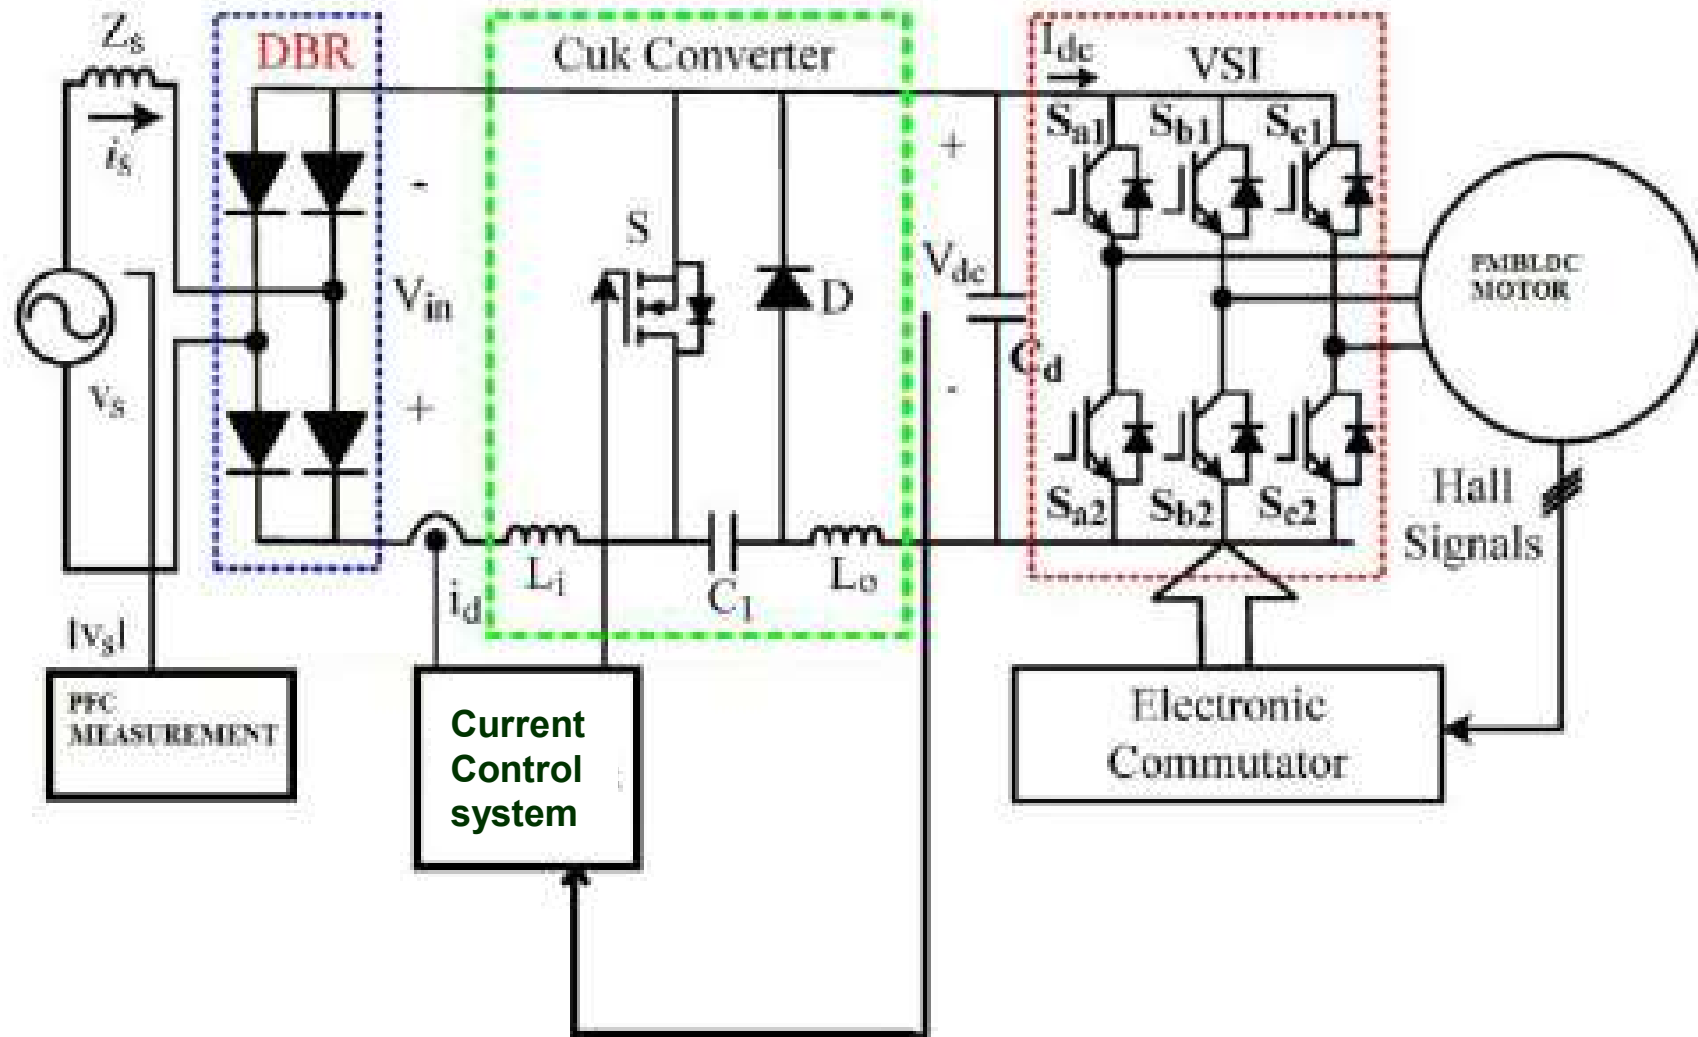 Zs
DBR
Cuk Converter
Idc
VSI
is
Sa1
Sb1
Sc1
-
+
S
Vin
Vdc
D
PMBLDC
MOTOR
vs
Cd
+
-
Sa2
Sb2
Sc2
Hall
Signals
Li
C1
Lo
id
|vs|
PFC
MEASUREMENT
Current
Control
system
Electronic
Commutator